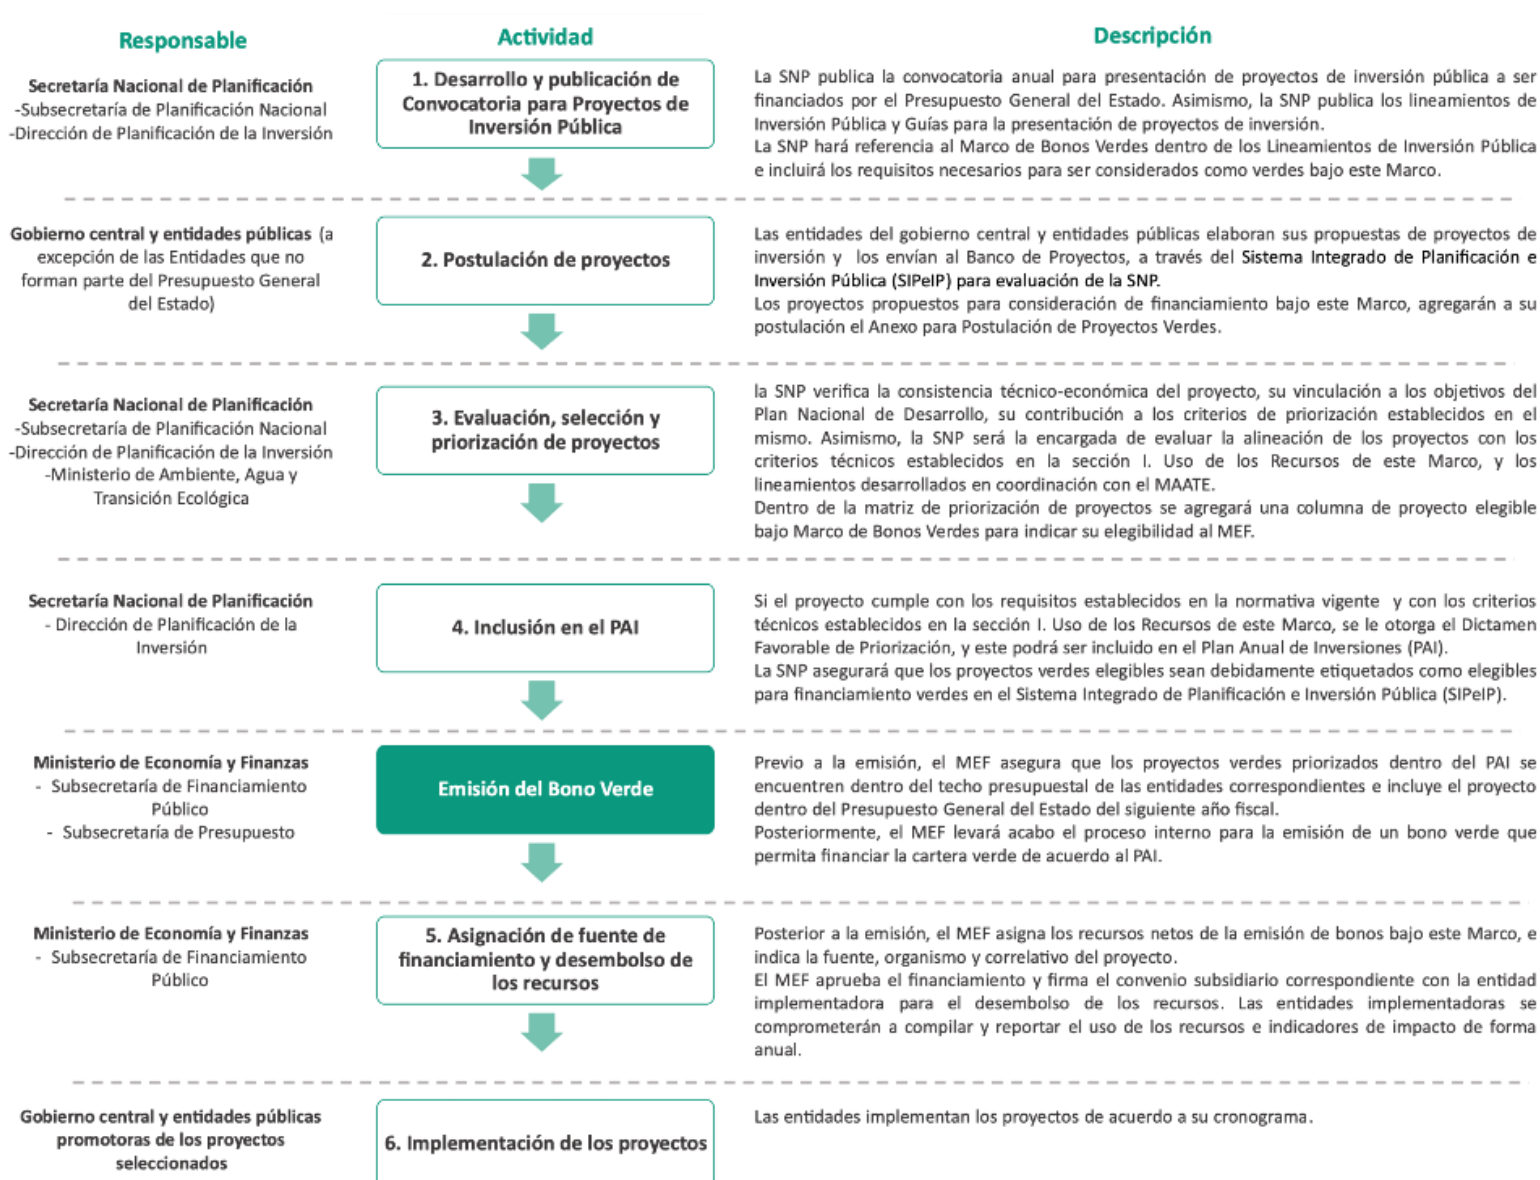 Responsable
Actividad
Descripción
Secretaría Nacional de Planificación
-Subsecretaría de Planificación Nacional
-Dirección de Planificación de la Inversión
1. Desarrollo y publicación de
Convocatoria para Proyectos de
Inversión Pública
La SNP publica la convocatoria anual para presentación de proyectos de inversión pública a ser
financiados por el Presupuesto General del Estado. Asimismo, la SNP publica los lineamientos de
Inversión Pública y Guías para la presentación de proyectos de inversión.
La SNP hará referencia al Marco de Bonos Verdes dentro de los Lineamientos de Inversión Pública
e incluirá los requisitos necesarios para ser considerados como verdes bajo este Marco.
Gobierno central y entidades públicas (a
excepción de las Entidades que no
forman parte del Presupuesto General
del Estado)
2. Postulación de proyectos
Las entidades del gobierno central y entidades públicas elaboran sus propuestas de proyectos de
inversión y los envían al Banco de Proyectos, a través del Sistema Integrado de Planificación e
Inversión Pública (SIPeIP) para evaluación de la SNP.
Los proyectos propuestos para consideración de financiamiento bajo este Marco, agregarán a su
postulación el Anexo para Postulación de Proyectos Verdes.
Secretaría Nacional de Planificación
-Subsecretaría de Planificación Nacional
-Dirección de Planificación de la Inversión
-Ministerio de Ambiente, Agua y
Transición Ecológica
3. Evaluación, selección y
priorización de proyectos
la SNP verifica la consistencia técnico-económica del proyecto, su vinculación a los objetivos del
Plan Nacional de Desarrollo, su contribución a los criterios de priorización establecidos en el
mismo. Asimismo, la SNP será la encargada de evaluar la alineación de los proyectos con los
criterios técnicos establecidos en la sección I. Uso de los Recursos de este Marco, y los
lineamientos desarrollados en coordinación con el MAATE.
Dentro de la matriz de priorización de proyectos se agregará una columna de proyecto elegible
bajo Marco de Bonos Verdes para indicar su elegibilidad al MEF.
Secretaría Nacional de Planificación
- Dirección de Planificación de la
Inversión
4. Inclusión en el PAI
Si el proyecto cumple con los requisitos establecidos en la normativa vigente y con los criterios
técnicos establecidos en la sección I. Uso de los Recursos de este Marco, se le otorga el Dictamen
Favorable de Priorización, y este podrá ser incluido en el Plan Anual de Inversiones (PAI).
La SNP asegurará que los proyectos verdes elegibles sean debidamente etiquetados como elegibles
para financiamiento verdes en el Sistema Integrado de Planificación e Inversión Pública (SIPeIP).
Ministerio de Economía y Finanzas
- Subsecretaría de Financiamiento
Público
- Subsecretaría de Presupuesto
Emisión del Bono Verde
Previo a la emisión, el MEF asegura que los proyectos verdes priorizados dentro del PAI se
encuentren dentro del techo presupuestal de las entidades correspondientes e incluye el proyecto
dentro del Presupuesto General del Estado del siguiente año fiscal.
Posteriormente, el MEF levará acabo el proceso interno para la emisión de un bono verde que
permita financiar la cartera verde de acuerdo al PAI.
Ministerio de Economía y Finanzas
- Subsecretaría de Financiamiento
Público
5. Asignación de fuente de
financiamiento y desembolso de
los recursos
Posterior a la emisión, el MEF asigna los recursos netos de la emisión de bonos bajo este Marco, e
indica la fuente, organismo y correlativo del proyecto.
El MEF aprueba el financiamiento y firma el convenio subsidiario correspondiente con la entidad
implementadora para el desembolso de los recursos. Las entidades implementadoras se
comprometerán a compilar y reportar el uso de los recursos e indicadores de impacto de forma
anual.
Gobierno central y entidades públicas
promotoras de los proyectos
seleccionados
6. Implementación de los proyectos
Las entidades implementan los proyectos de acuerdo a su cronograma.